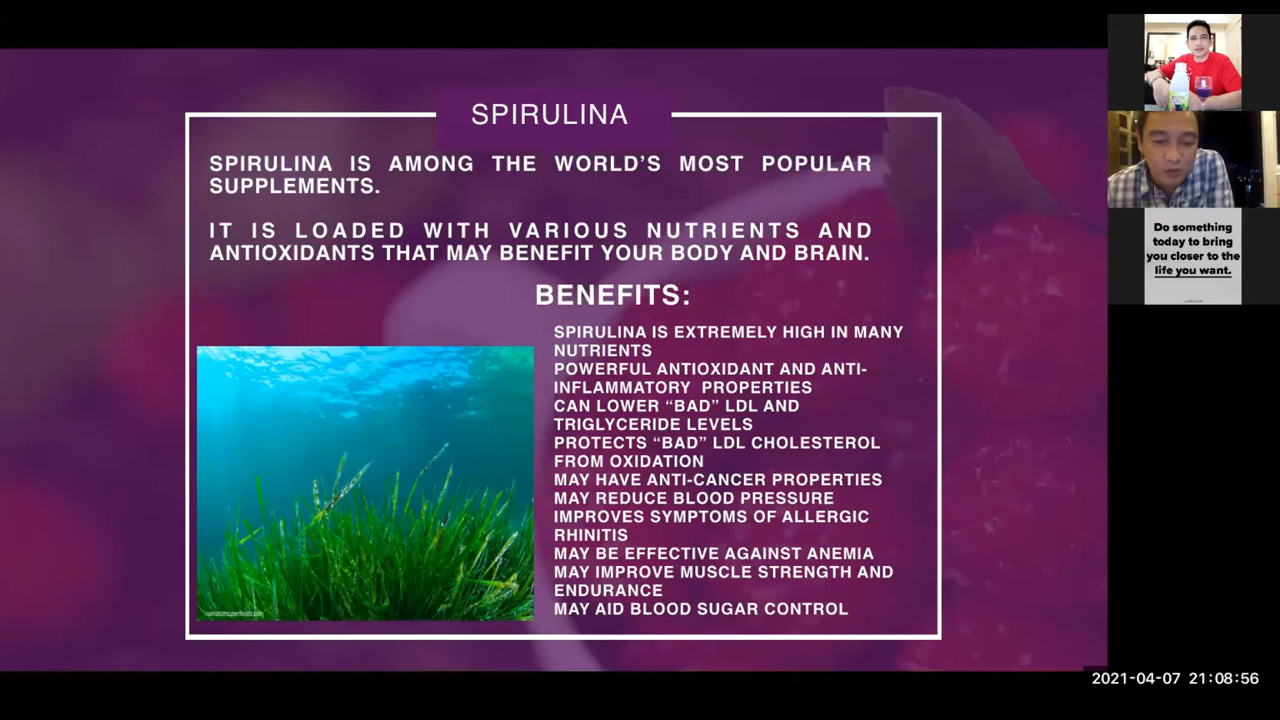 SPIRULINA
SPIRULINA IS AMONG THE WORLD'S MOST POPULAR
SUPPLEMENTS.
IT IS LOADED WITH VARIOUS NUTRIENTS AND
ANTIOXIDANTS THAT MAY BENEFIT YOUR BODY AND BRAIN.
BENEFITS:
SPIRULINA IS EXTREMELY HIGH IN MANY
NUTRIENTS
POWERFUL ANTIOXIDANT AND ANTI-
INFLAMMATORY PROPERTIES
CAN LOWER “BAD” LDL AND
TRIGLYCERIDE LEVELS
PROTECTS “BAD” LDL CHOLESTEROL
FROM OXIDATION
MAY HAVE ANTI-CANCER PROPERTIES
MAY REDUCE BLOOD PRESSURE
IMPROVES SYMPTOMS OF ALLERGIC
RHINITIS
MAY BE EFFECTIVE AGAINST ANEMIA
MAY IMPROVE MUSCLE STRENGTH AND
ENDURANCE
MAY AID BLOOD SUGAR CONTROL
Do something
today to bring
you closer to the
life you want.
2021-04-07 21:08:56